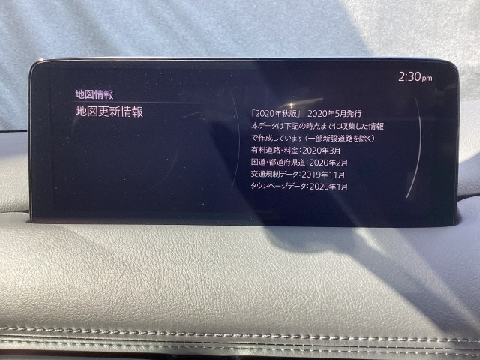 2:30pm
地図情報
地図更新情報
「2020年秋版」 2020年5月発行
本データは下記の時点までに収集した情報
で作成しています(一部新設道路を除く)
有料道路・料金:2020年3月
国道・都道府県道:2020年2月
交通規制データ:2019年11月
タウンページデータ:2020年1月